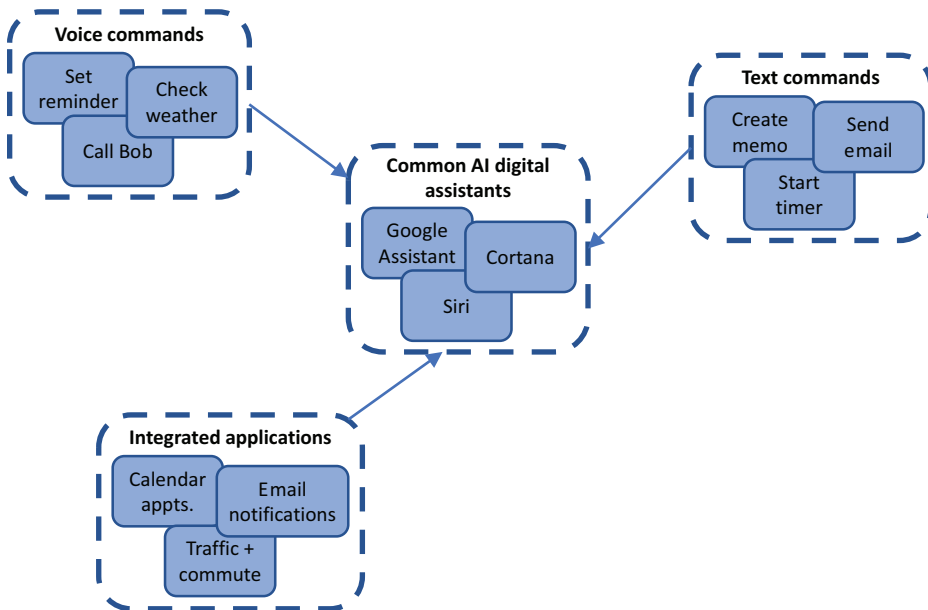 Voice commands
Set
reminder
Check
weather
Call Bob
Text commands
Create
memo
Send
email
Start
timer
Common AI digital
assistants
Google
Assistant
Cortana
Siri
Integrated applications
Calendar
appts.
Email
notifications
Traffic +
commute